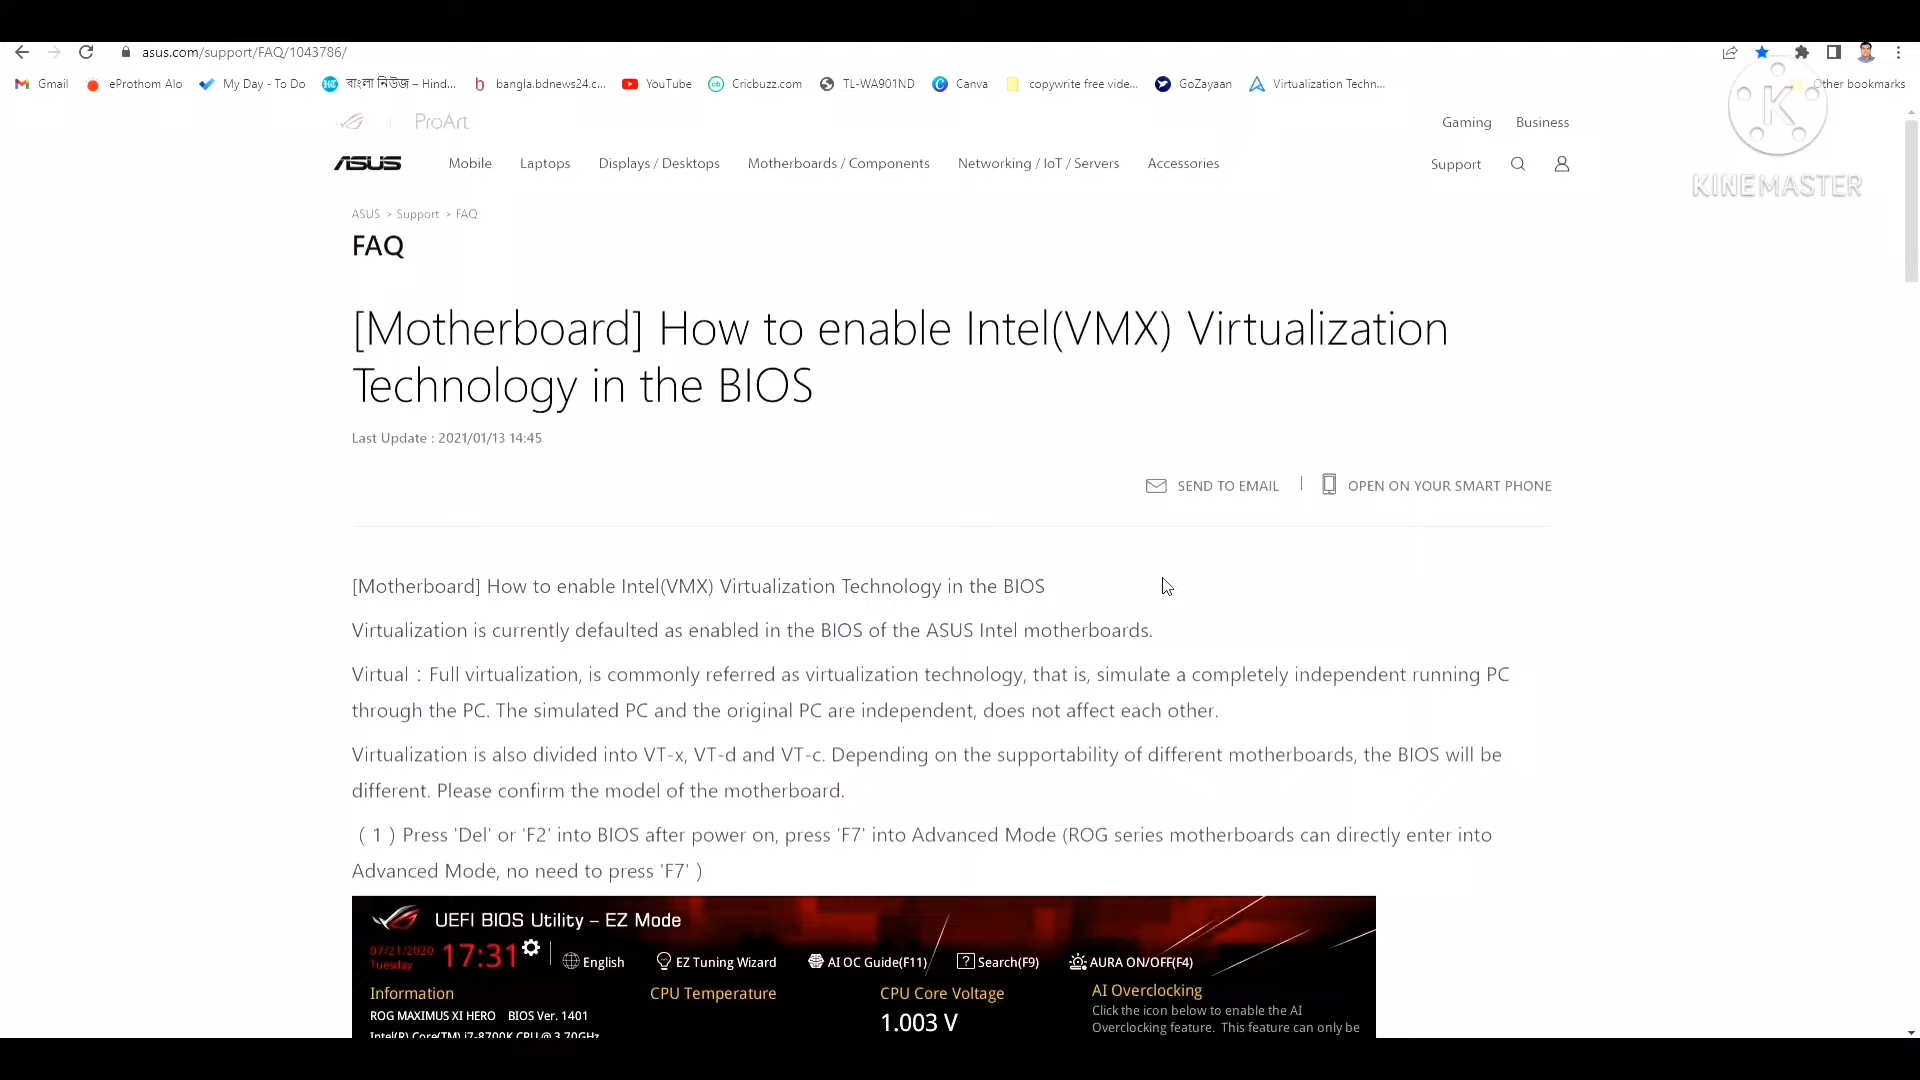 asus.com/support/FAQ/1043786/
Gmail eProthom Alo My Day - To Do বাংলা নিউজ – Hind... bangla.bdnews24.c... YouTube Cricbuzz.com TL-WA901ND Canva copywrite free vide... GoZayaan Virtualization Techn... Other bookmarks
ProArt Gaming Business
K
ASUS Mobile Laptops Displays / Desktops Motherboards / Components Networking / IoT / Servers Accessories Support
KINEMASTER
ASUS > Support > FAQ
FAQ
[Motherboard] How to enable Intel(VMX) Virtualization
Technology in the BIOS
Last Update : 2021/01/13 14:45
SEND TO EMAIL | OPEN ON YOUR SMART PHONE
[Motherboard] How to enable Intel(VMX) Virtualization Technology in the BIOS
Virtualization is currently defaulted as enabled in the BIOS of the ASUS Intel motherboards.
Virtual：Full virtualization, is commonly referred as virtualization technology, that is, simulate a completely independent running PC
through the PC. The simulated PC and the original PC are independent, does not affect each other.
Virtualization is also divided into VT-x, VT-d and VT-c. Depending on the supportability of different motherboards, the BIOS will be
different. Please confirm the model of the motherboard.
（1）Press 'Del' or 'F2' into BIOS after power on, press 'F7' into Advanced Mode (ROG series motherboards can directly enter into
Advanced Mode, no need to press 'F7' )
UEFI BIOS Utility – EZ Mode
07/21/2020
Tuesday 17:31 English EZ Tuning Wizard AI OC Guide(F11) Search(F9) AURA ON/OFF(F4)
Information CPU Temperature CPU Core Voltage AI Overclocking
ROG MAXIMUS XI HERO BIOS Ver. 1401 1.003 V Click the icon below to enable the AI
Overclocking feature. This feature can only be
Intel(R) Core(TM) i7-8700K CPU @ 3.70GHz